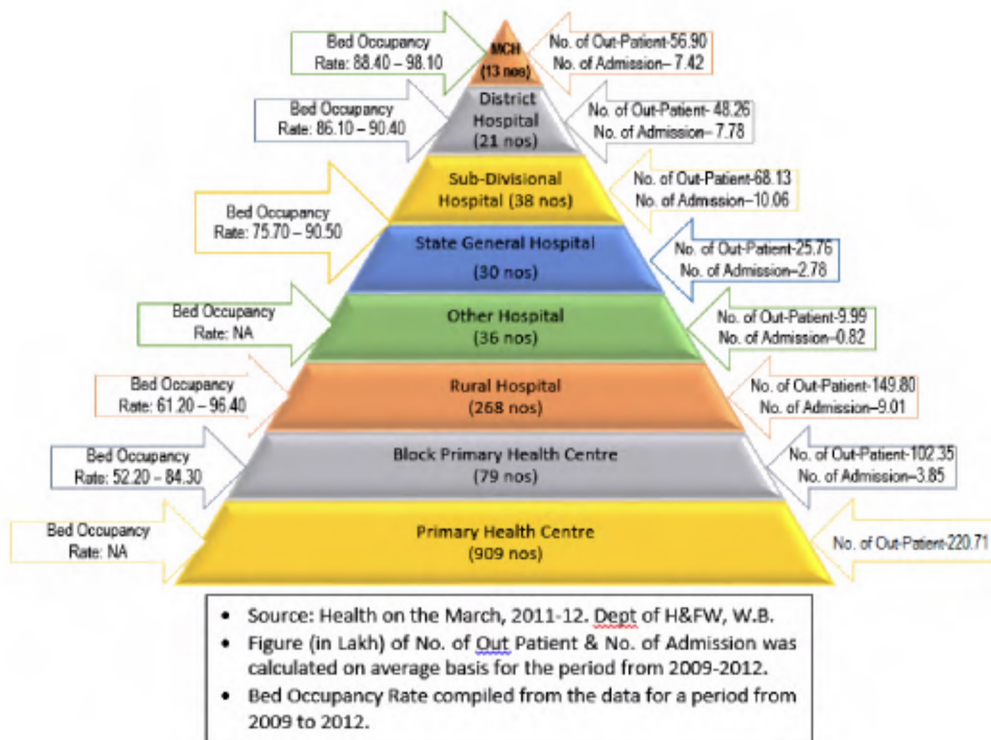 Bed Occupancy
Rate: 88.40 – 98.10
MCH
(13 nos)
No. of Out-Patient-56.90
No. of Admission– 7.42
Bed Occupancy
Rate: 86.10 – 90.40
District
Hospital
(21 nos)
No. of Out-Patient- 48.26
No. of Admission– 7.78
Sub-Divisional
Hospital (38 nos)
No. of Out-Patient-68.13
No. of Admission–10.06
Bed Occupancy
Rate: 75.70 – 90.50
State General Hospital
(30 nos)
No. of Out-Patient-25.76
No. of Admission–2.78
Bed Occupancy
Rate: NA
Other Hospital
(36 nos)
No. of Out-Patient-9.99
No. of Admission–0.82
Bed Occupancy
Rate: 61.20 – 96.40
Rural Hospital
(268 nos)
No. of Out-Patient-149.80
No. of Admission–9.01
Bed Occupancy
Rate: 52.20 – 84.30
Block Primary Health Centre
(79 nos)
No. of Out-Patient-102.35
No. of Admission–3.85
Bed Occupancy
Rate: NA
Primary Health Centre
(909 nos)
No. of Out-Patient-220.71
• Source: Health on the March, 2011-12. Dept of H&FW, W.B.
• Figure (in Lakh) of No. of Out Patient & No. of Admission was
calculated on average basis for the period from 2009-2012.
• Bed Occupancy Rate compiled from the data for a period from
2009 to 2012.